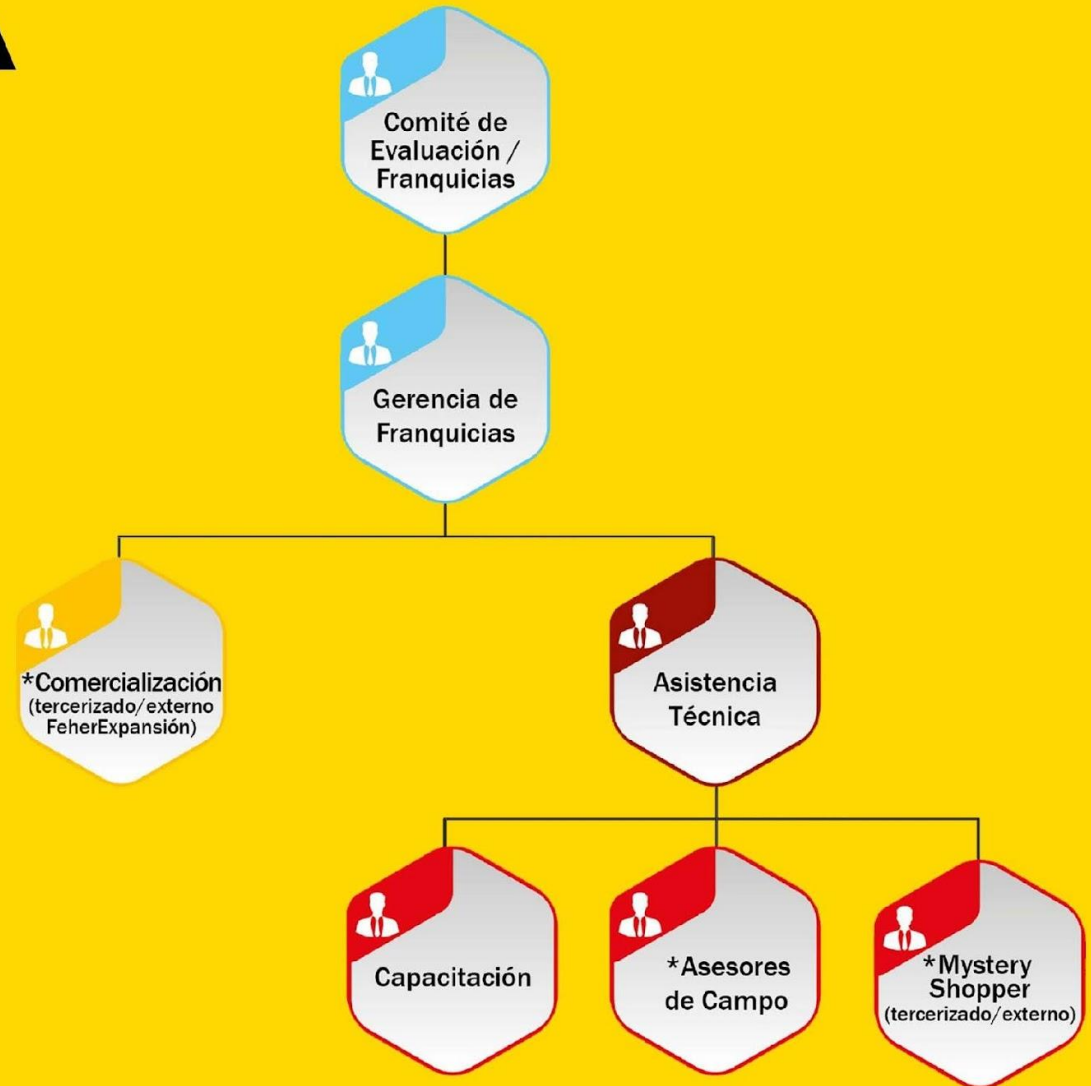 A
Comité de
Evaluación /
Franquicias
Gerencia de
Franquicias
*Comercialización
(tercerizado/externo
FeherExpansión)
Asistencia
Técnica
Capacitación
*Asesores
de Campo
*Mystery
Shopper
(tercerizado/externo)